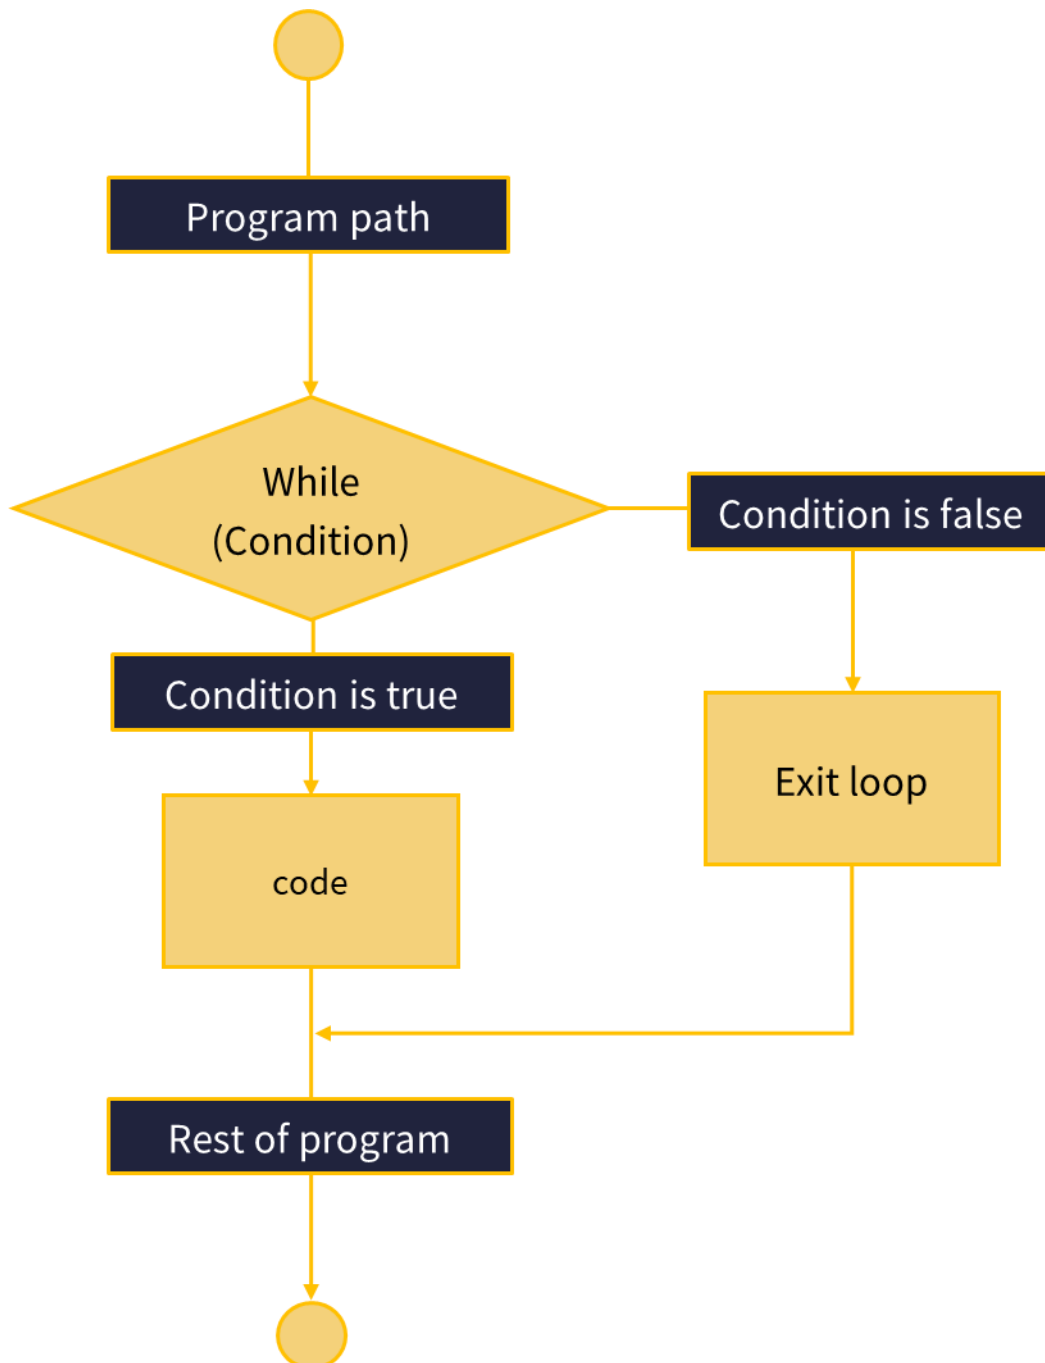 Program path
While
(Condition)
Condition is false
Condition is true
Exit loop
code
Rest of program